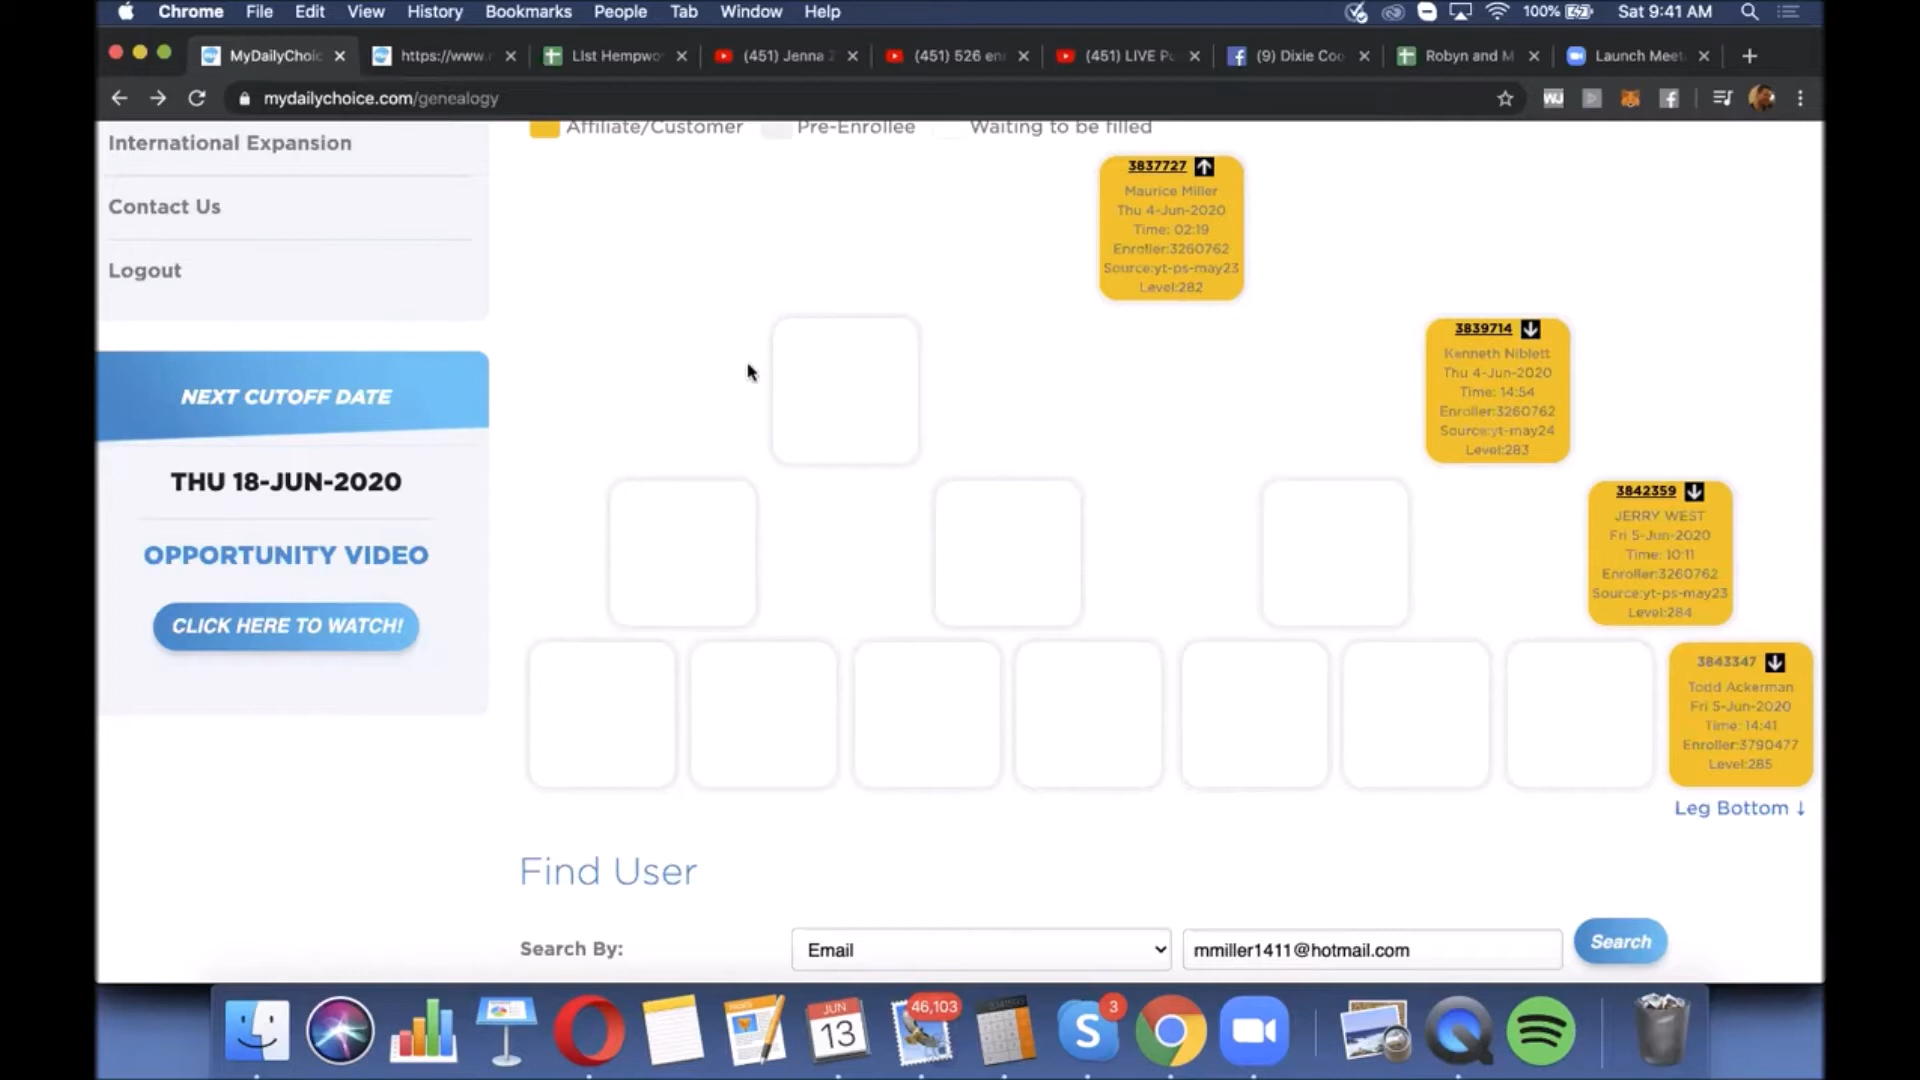 Chrome File Edit View History Bookmarks People Tab Window Help 100% Sat 9:41 AM
MyDailyChoic https://www.r LIst Hempwo (451) Jenna (451) 526 en (451) LIVE P (9) Dixie Coo Robyn and M Launch Meet
mydailychoice.com/genealogy
Affiliate/Customer Pre-Enrollee Waiting to be filled
International Expansion
Contact Us
Logout
NEXT CUTOFF DATE
THU 18-JUN-2020
OPPORTUNITY VIDEO
CLICK HERE TO WATCH!
3837727
Maurice Miller
Thu 4-Jun-2020
Time: 02:19
Enroller:3260762
Source:yt-ps-may23
Level:282
3839714
Kenneth Niblett
Thu 4-Jun-2020
Time: 14:54
Enroller:3260762
Source:yt-may24
Level:283
3842359
JERRY WEST
Fri 5-Jun-2020
Time: 10:11
Enroller:3260762
Source:yt-ps-may23
Level:284
3843347
Todd Ackerman
Fri 5-Jun-2020
Time: 14:41
Enroller:3790477
Level:285
Leg Bottom ↓
Find User
Search By: Email mmiller1411@hotmail.com Search
JUN
13
46,103
3